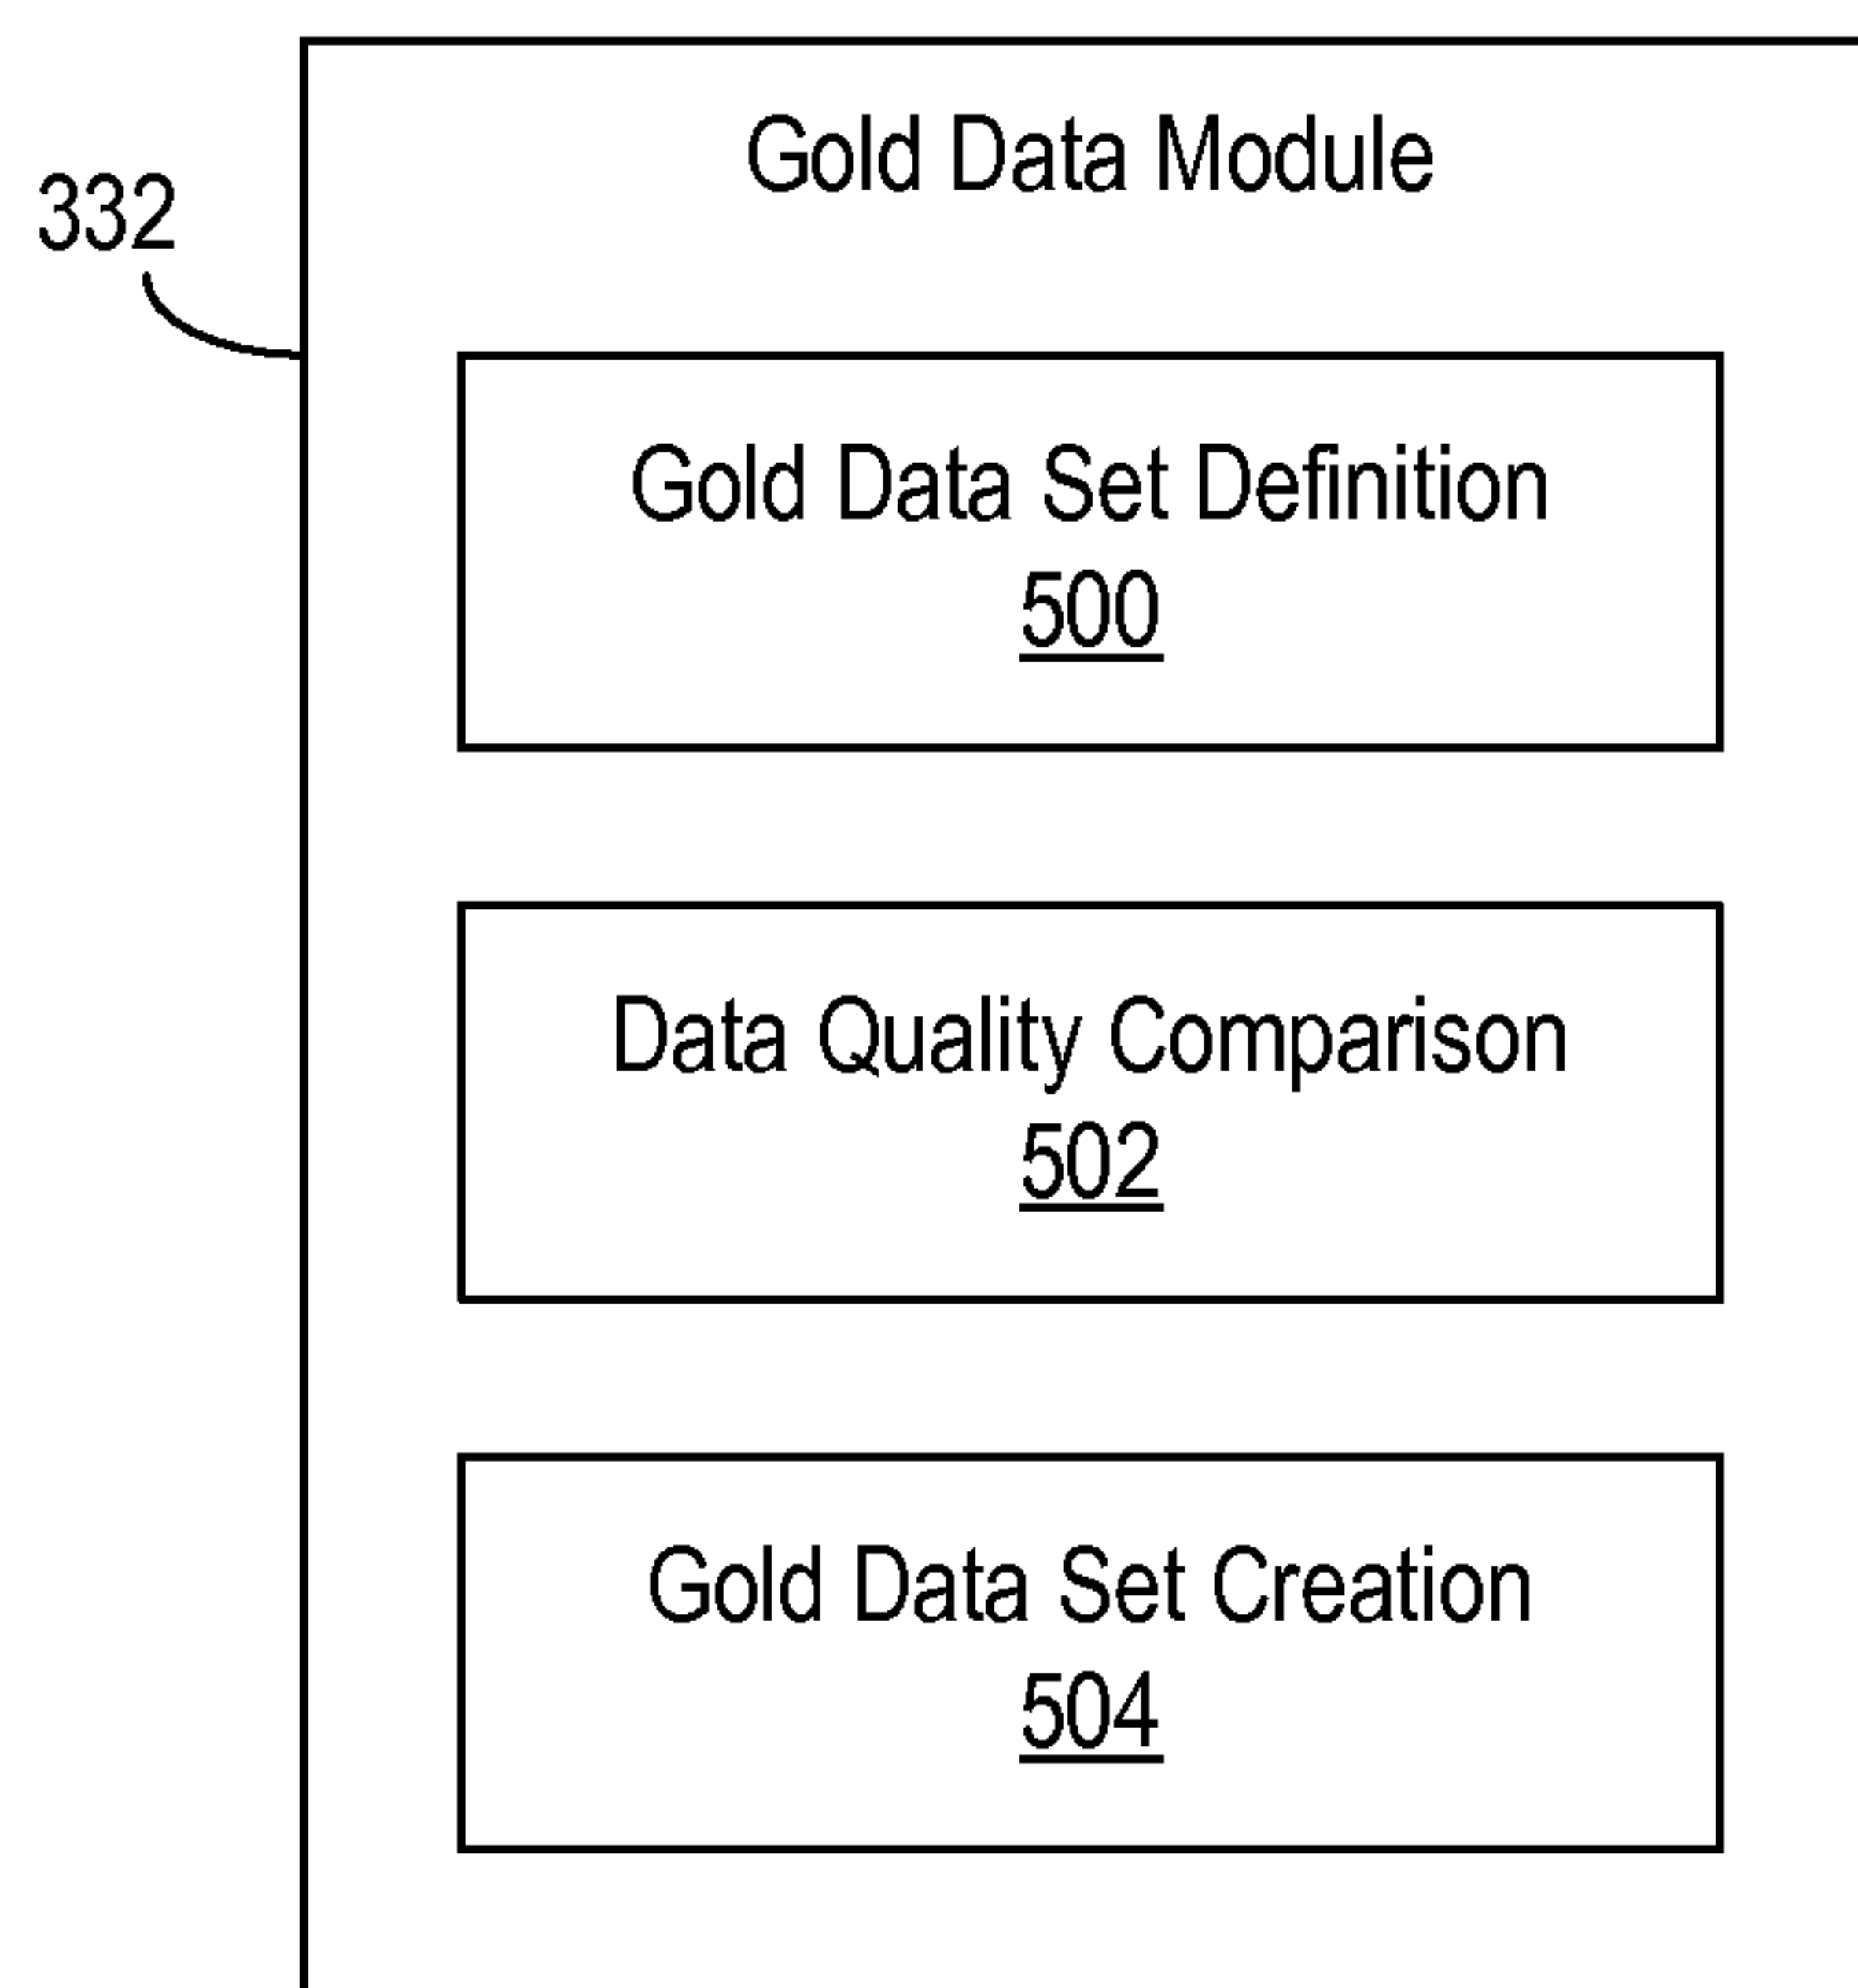 Gold Data Module
332
Gold Data Set Definition
500
Data Quality Comparison
502
Gold Data Set Creation
504